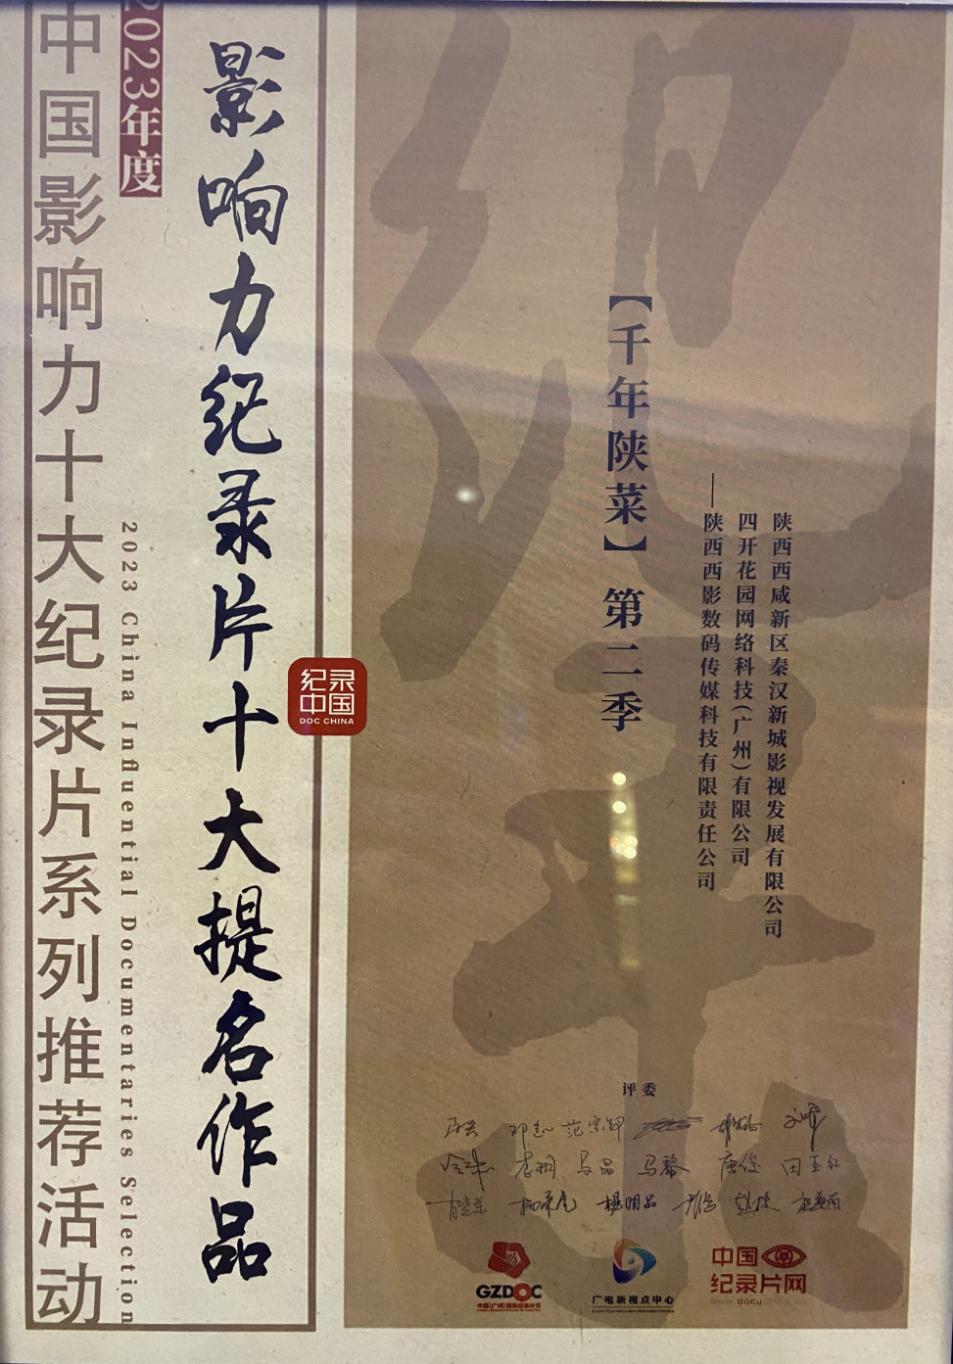 中国影响力十大纪录片系列推荐活动
2023年度
2023 China Influential Documentaries Selection
影响力纪录片十大提名作品
纪录
中国
DOC CHINA
【千年陕菜】第二季
——陕西西影数码传媒科技有限责任公司
四开花园网络科技(广州)有限公司
陕西西咸新区秦汉新城影视发展有限公司
评委
GZDOC
广电新视点中心
中国
纪录片网